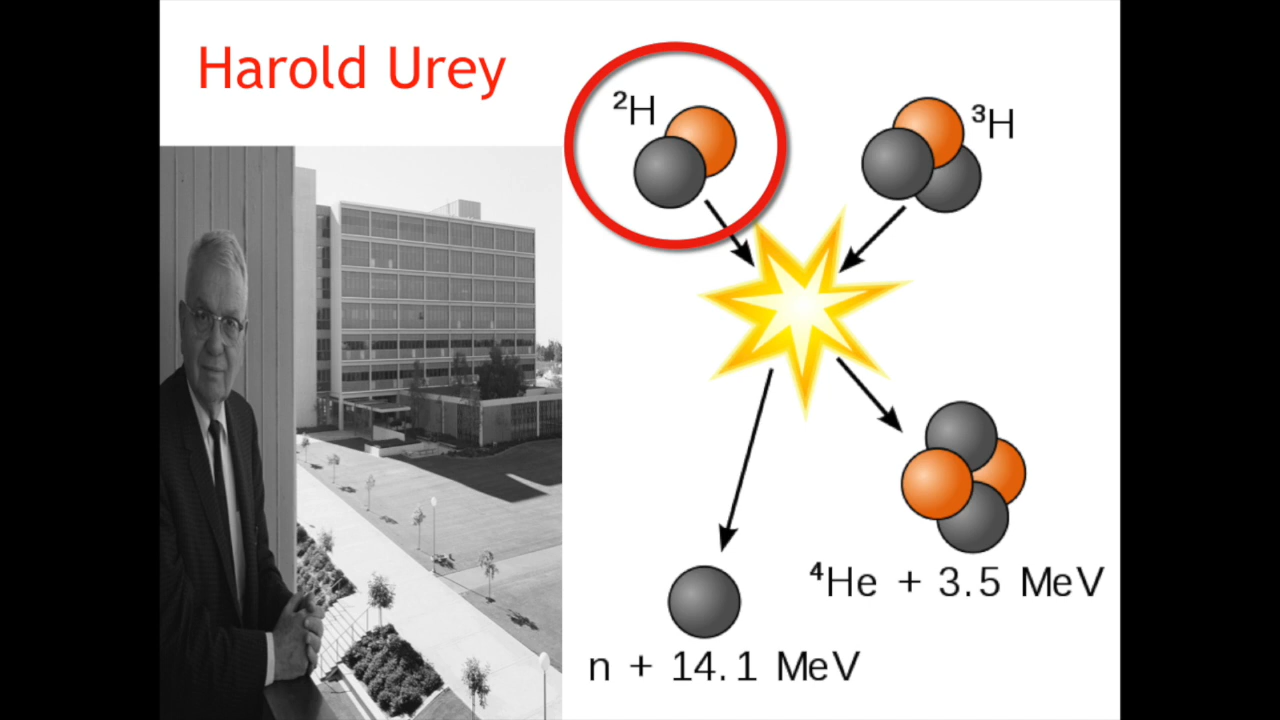 Harold Urey
²H
³H
⁴He + 3.5 MeV
n + 14.1 MeV